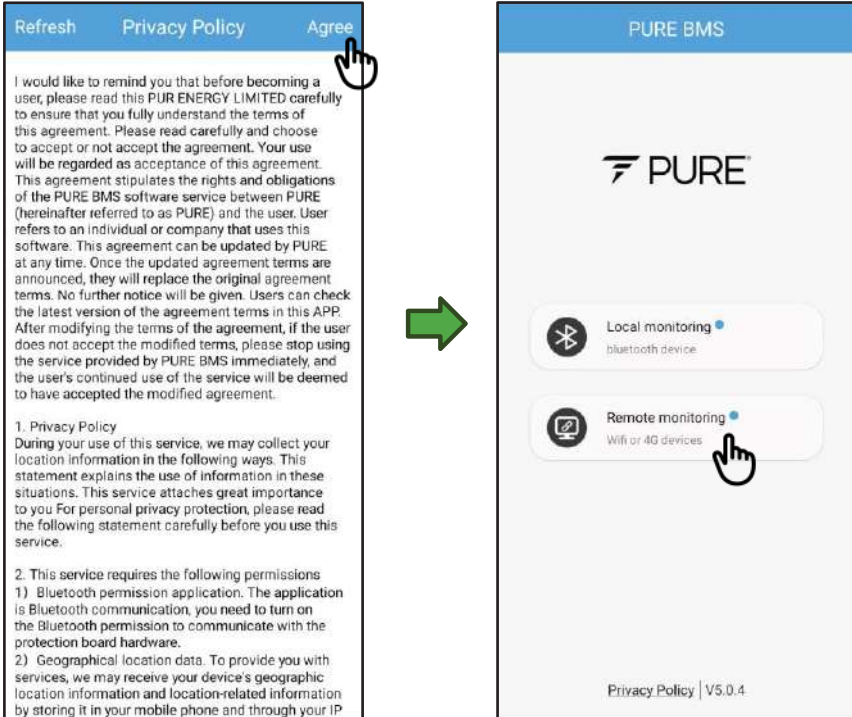 Refresh Privacy Policy Agree
I would like to remind you that before becoming a
user, please read this PUR ENERGY LIMITED carefully
to ensure that you fully understand the terms of
this agreement. Please read carefully and choose
to accept or not accept the agreement. Your use
will be regarded as acceptance of this agreement.
This agreement stipulates the rights and obligations
of the PURE BMS software service between PURE
(hereinafter referred to as PURE) and the user. User
refers to an individual or company that uses this
software. This agreement can be updated by PURE
at any time. Once the updated agreement terms are
announced, they will replace the original agreement
terms. No further notice will be given. Users can check
the latest version of the agreement terms in this APP.
After modifying the terms of the agreement, if the user
does not accept the modified terms, please stop using
the service provided by PURE BMS immediately, and
the user's continued use of the service will be deemed
to have accepted the modified agreement.
1. Privacy Policy
During your use of this service, we may collect your
location information in the following ways. This
statement explains the use of information in these
situations. This service attaches great importance
to you For personal privacy protection, please read
the following statement carefully before you use this
service.
2. This service requires the following permissions
1) Bluetooth permission application. The application
is Bluetooth communication, you need to turn on
the Bluetooth permission to communicate with the
protection board hardware.
2) Geographical location data. To provide you with
services, we may receive your device's geographic
location information and location-related information
by storing it in your mobile phone and through your IP
PURE BMS
PURE
Local monitoring
bluetooth device
Remote monitoring
Wifi or 4G devices
Privacy Policy | V5.0.4